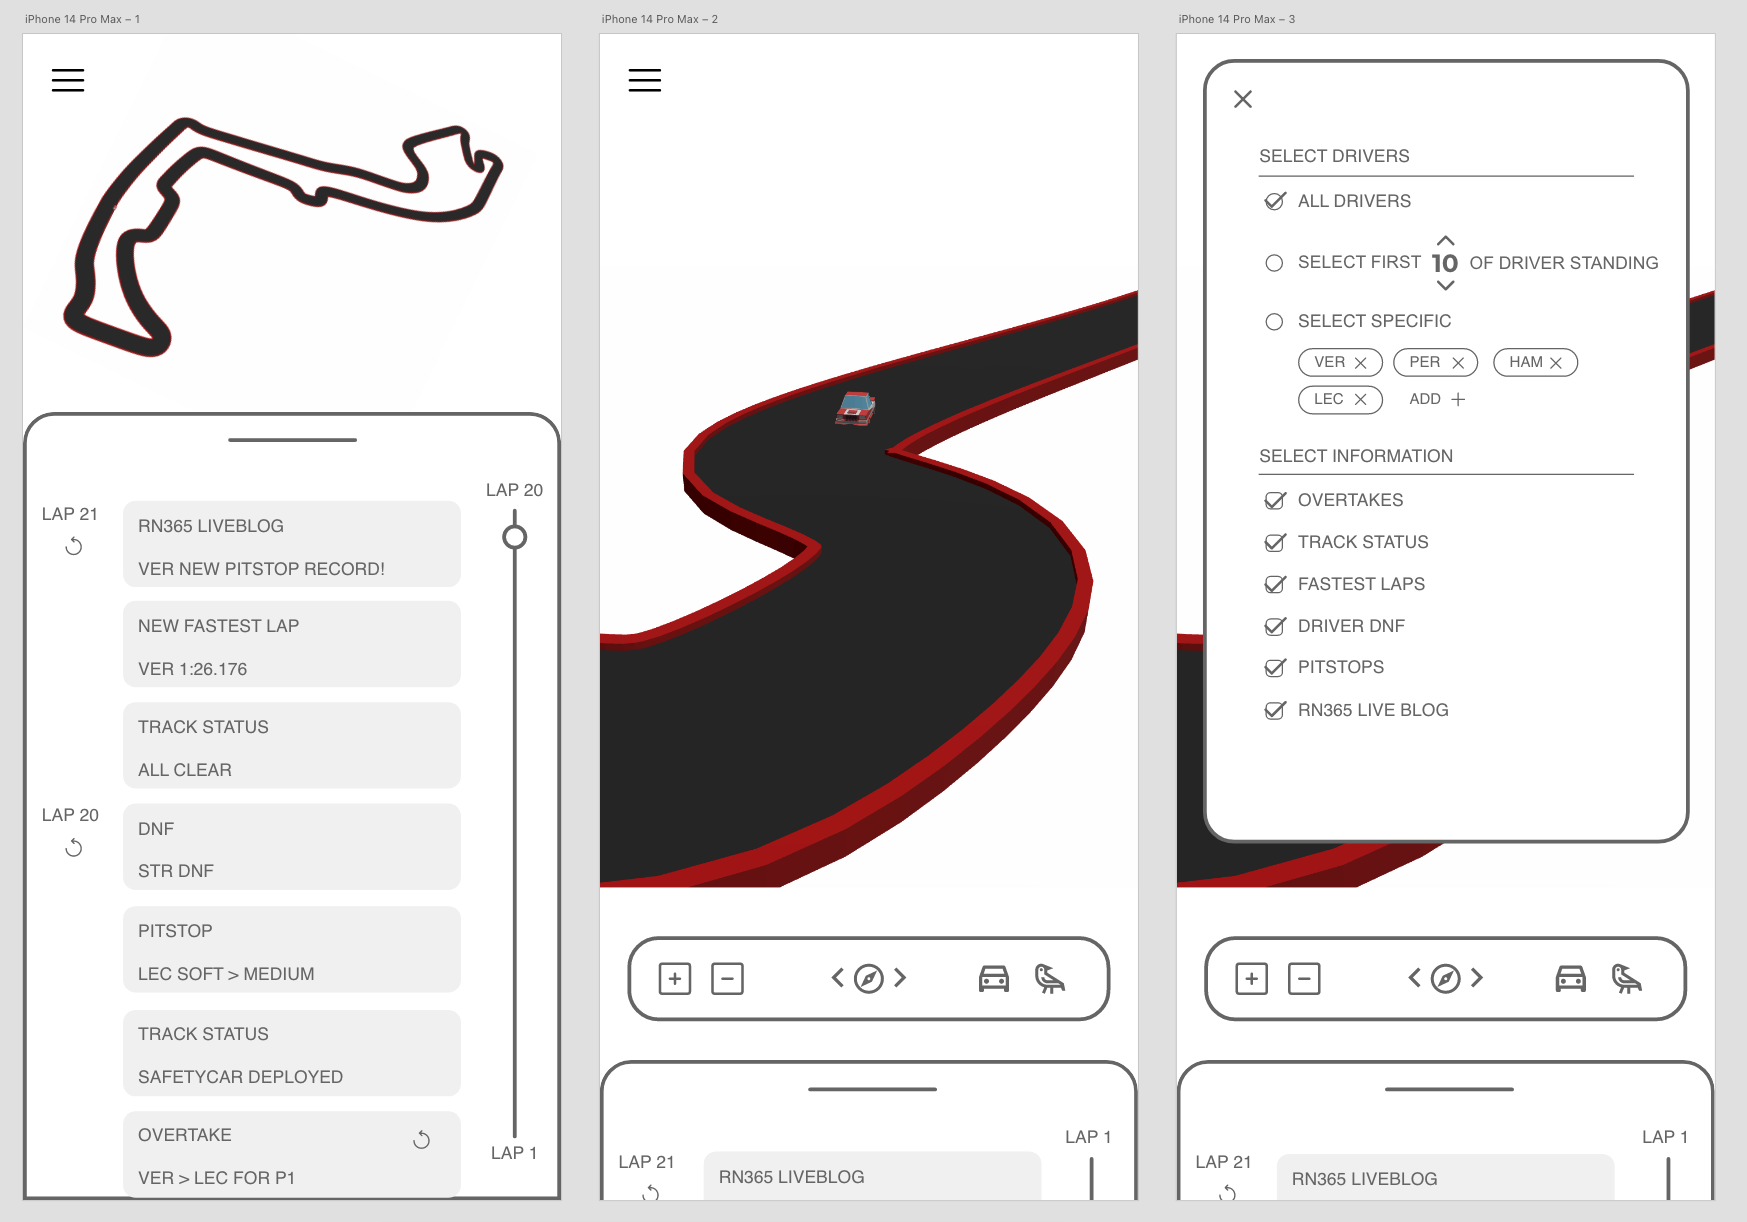 iPhone 14 Pro Max – 1
LAP 20
LAP 21
RN365 LIVEBLOG
VER NEW PITSTOP RECORD!
NEW FASTEST LAP
VER 1:26.176
TRACK STATUS
ALL CLEAR
LAP 20
DNF
STR DNF
PITSTOP
LEC SOFT > MEDIUM
TRACK STATUS
SAFETYCAR DEPLOYED
OVERTAKE
VER > LEC FOR P1
LAP 1
iPhone 14 Pro Max – 2
LAP 1
LAP 21
RN365 LIVEBLOG
iPhone 14 Pro Max – 3
SELECT DRIVERS
ALL DRIVERS
SELECT FIRST 10 OF DRIVER STANDING
SELECT SPECIFIC
VER PER HAM
LEC ADD
SELECT INFORMATION
OVERTAKES
TRACK STATUS
FASTEST LAPS
DRIVER DNF
PITSTOPS
RN365 LIVE BLOG
LAP 1
LAP 21
RN365 LIVEBLOG